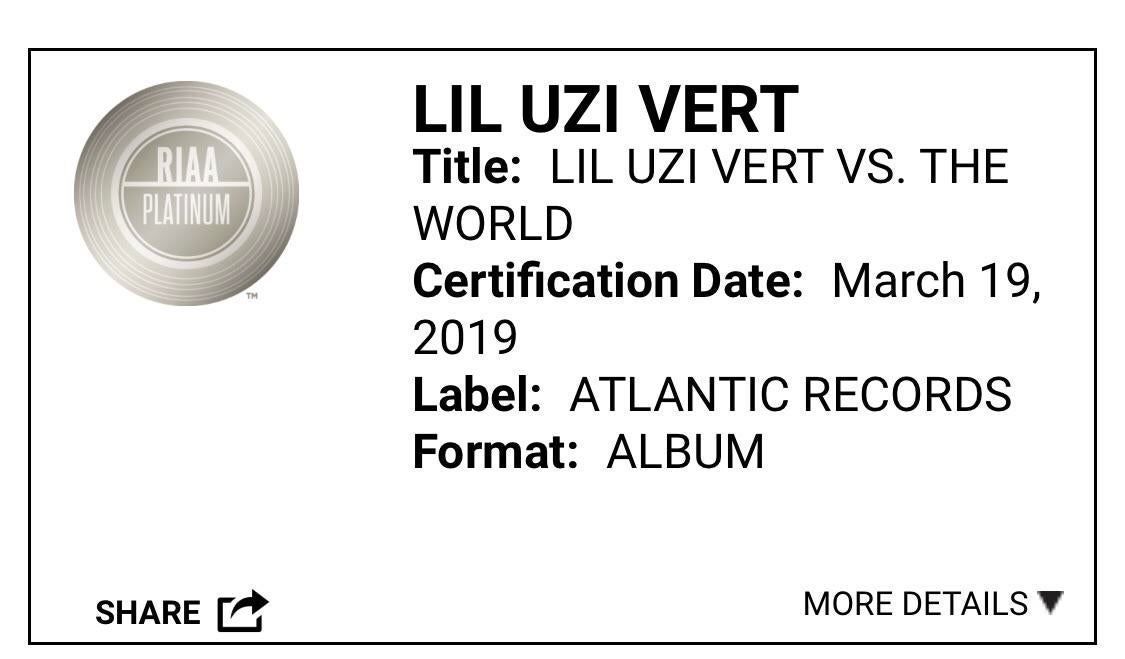 RIAA
PLATINUM
TM
LIL UZI VERT
Title: LIL UZI VERT VS. THE
WORLD
Certification Date: March 19,
2019
Label: ATLANTIC RECORDS
Format: ALBUM
SHARE
MORE DETAILS